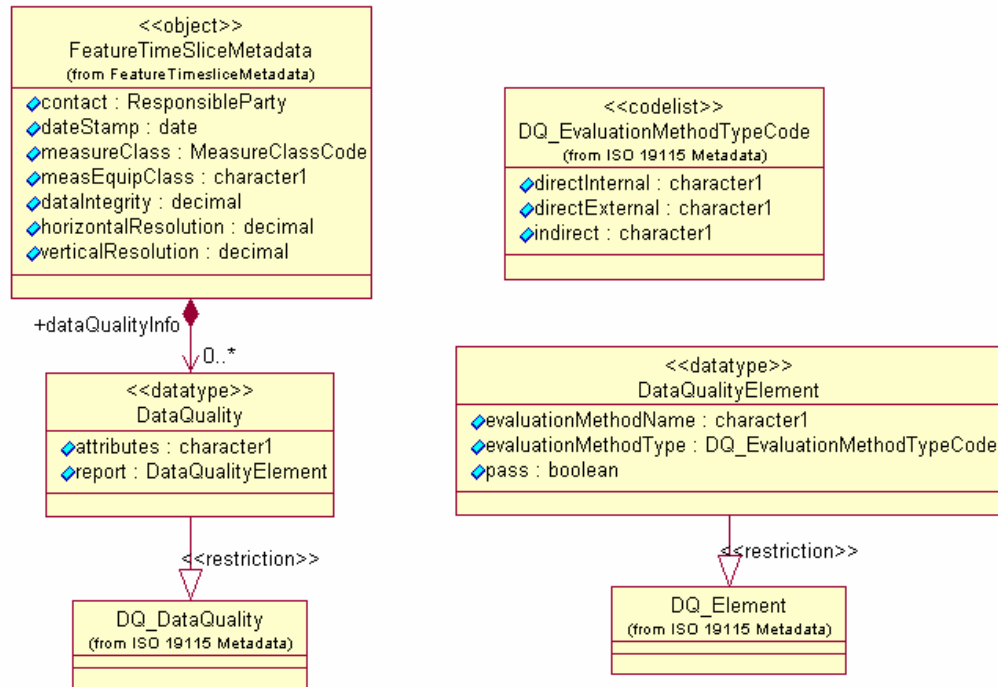 <<object>>
FeatureTimeSliceMetadata
(from FeatureTimesliceMetadata)
contact : ResponsibleParty
dateStamp : date
measureClass : MeasureClassCode
measEquipClass : character1
dataIntegrity : decimal
horizontalResolution : decimal
verticalResolution : decimal
+dataQualityInfo
0..*
<<datatype>>
DataQuality
attributes : character1
report : DataQualityElement
<<restriction>>
DQ_DataQuality
(from ISO 19115 Metadata)
<<codelist>>
DQ_EvaluationMethodTypeCode
(from ISO 19115 Metadata)
directInternal : character1
directExternal : character1
indirect : character1
<<datatype>>
DataQualityElement
evaluationMethodName : character1
evaluationMethodType : DQ_EvaluationMethodTypeCode
pass : boolean
<<restriction>>
DQ_Element
(from ISO 19115 Metadata)